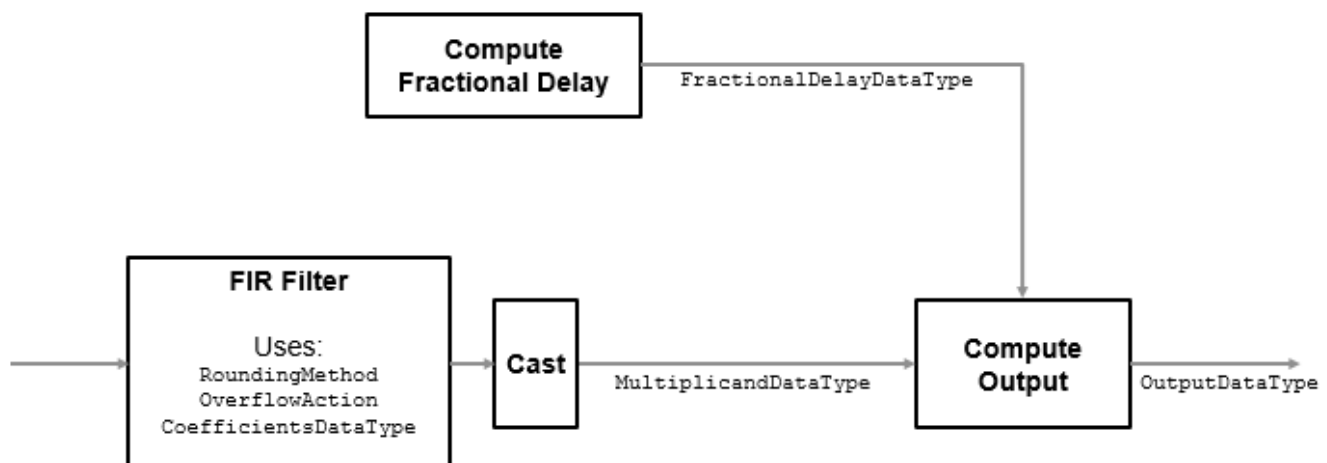 Compute
Fractional Delay
FractionalDelayDataType
FIR Filter
Uses:
RoundingMethod
OverflowAction
CoefficientsDataType
Cast
MultiplicandDataType
Compute
Output
OutputDataType